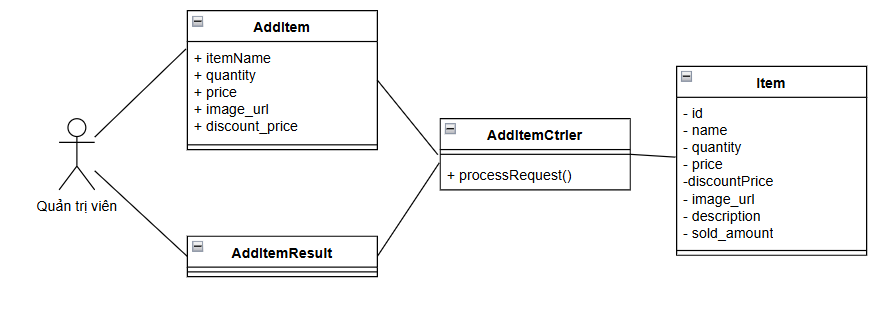 AddItem
+ itemName
+ quantity
+ price
+ image_url
+ discount_price
Quản trị viên
AddItemResult
AddItemCtrler
+ processRequest()
Item
- id
- name
- quantity
- price
-discountPrice
- image_url
- description
- sold_amount